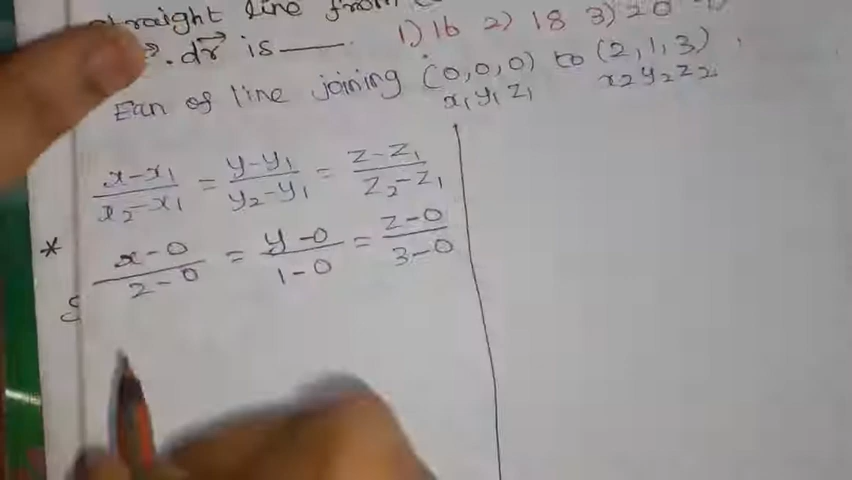 straight line from
. dr⃗ is ____. 1) 16 2) 18 3) 20
Eqn of line joining (0,0,0) to (2,1,3)
x₁ y₁ z₁ x₂ y₂ z₂
x-x₁/x₂-x₁ = y-y₁/y₂-y₁ = z-z₁/z₂-z₁
* x-0/2-0 = y-0/1-0 = z-0/3-0